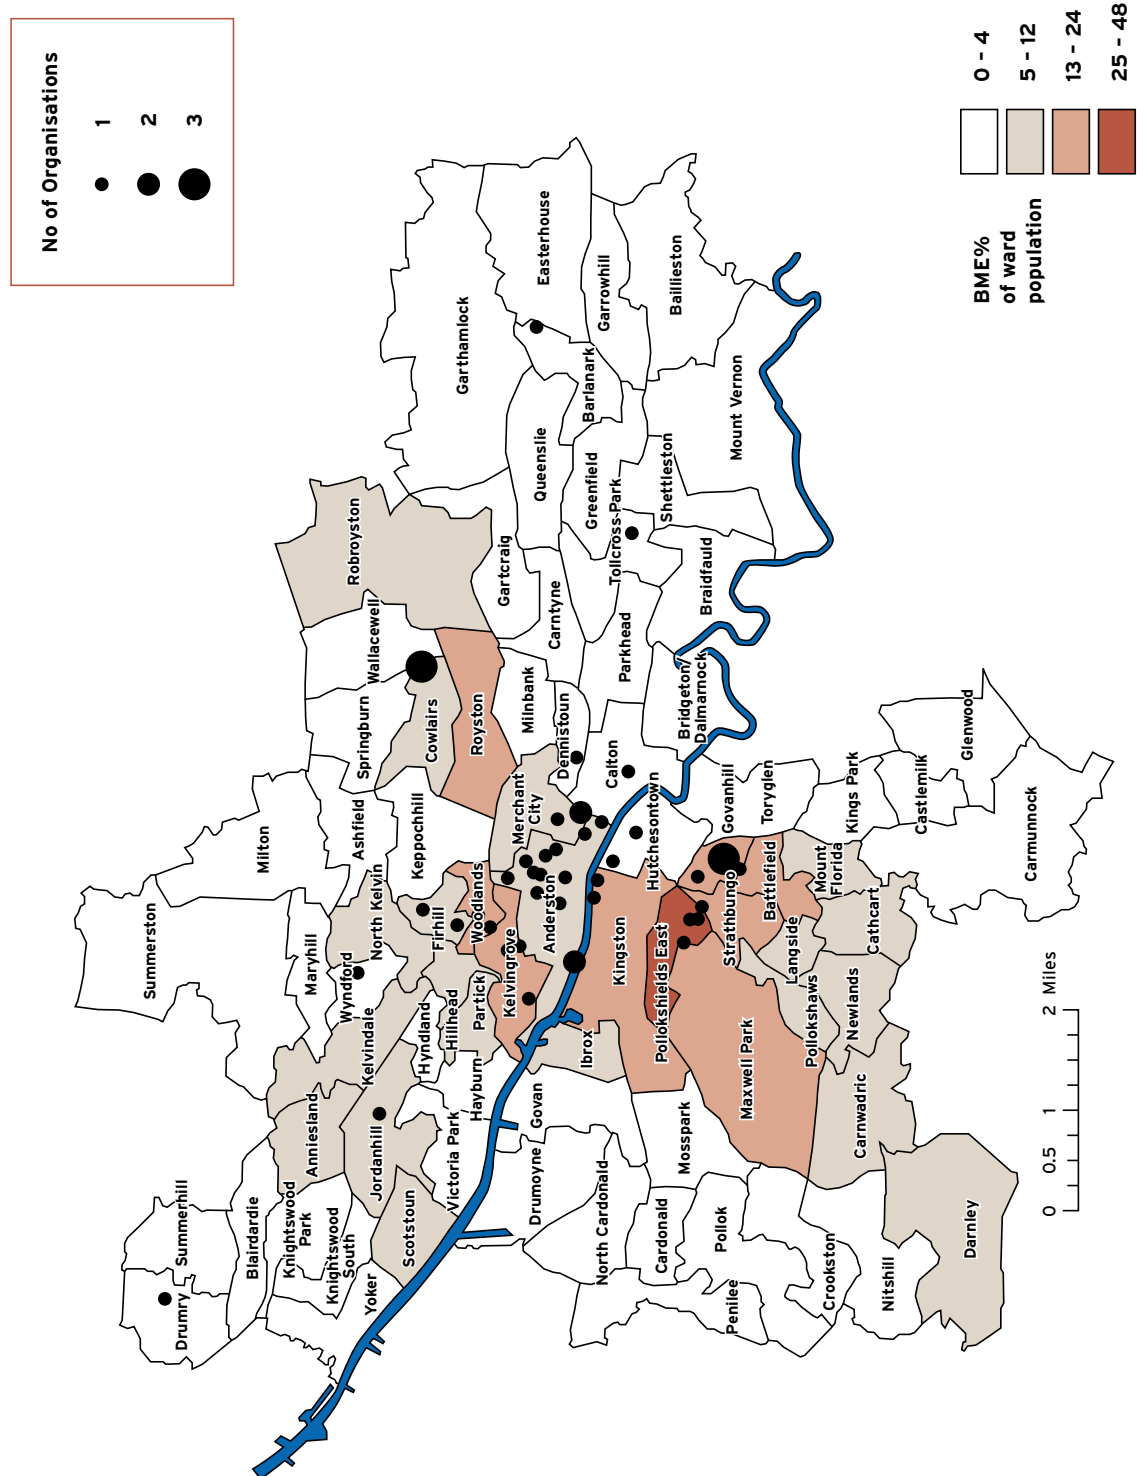 No of Organisations
1
2
3
Drumry
Summerhill
Blairdardie
Knightswood
Park
Knightswood
South
Yoker
Scotstoun
Anniesland
Jordanhill
Victoria Park
Summerston
Maryhill
Wyndford
Kelvindale
North Kelvin
Hyndland
Hillhead
Partick
Hayburn
Firhill
Woodlands
Kelvingrove
Anderston
Milton
Ashfield
Keppochhill
Springburn
Wallacewell
Cowlairs
Royston
Robroyston
Merchant
City
Milnbank
Dennistoun
Calton
Gartcraig
Carntyne
Parkhead
Bridgeton/
Dalmarnock
Garthamlock
Easterhouse
Garrowhill
Baillieston
Barlanark
Queenslie
Greenfield
Tollcross Park
Shettleston
Mount Vernon
Braidfauld
Govan
Ibrox
Kingston
Hutchesontown
Drumoyne
North Cardonald
Cardonald
Mosspark
Pollok
Penilee
Crookston
Nitshill
Darnley
Pollokshields East
Maxwell Park
Strathbungo
Govanhill
Toryglen
Battlefield
Langside
Mount
Florida
Pollokshaws
Newlands
Cathcart
Carnwadric
Kings Park
Castlemilk
Glenwood
Carmunnock
0
0.5
1
2 Miles
BME%
of ward
population
0 - 4
5 - 12
13 - 24
25 - 48